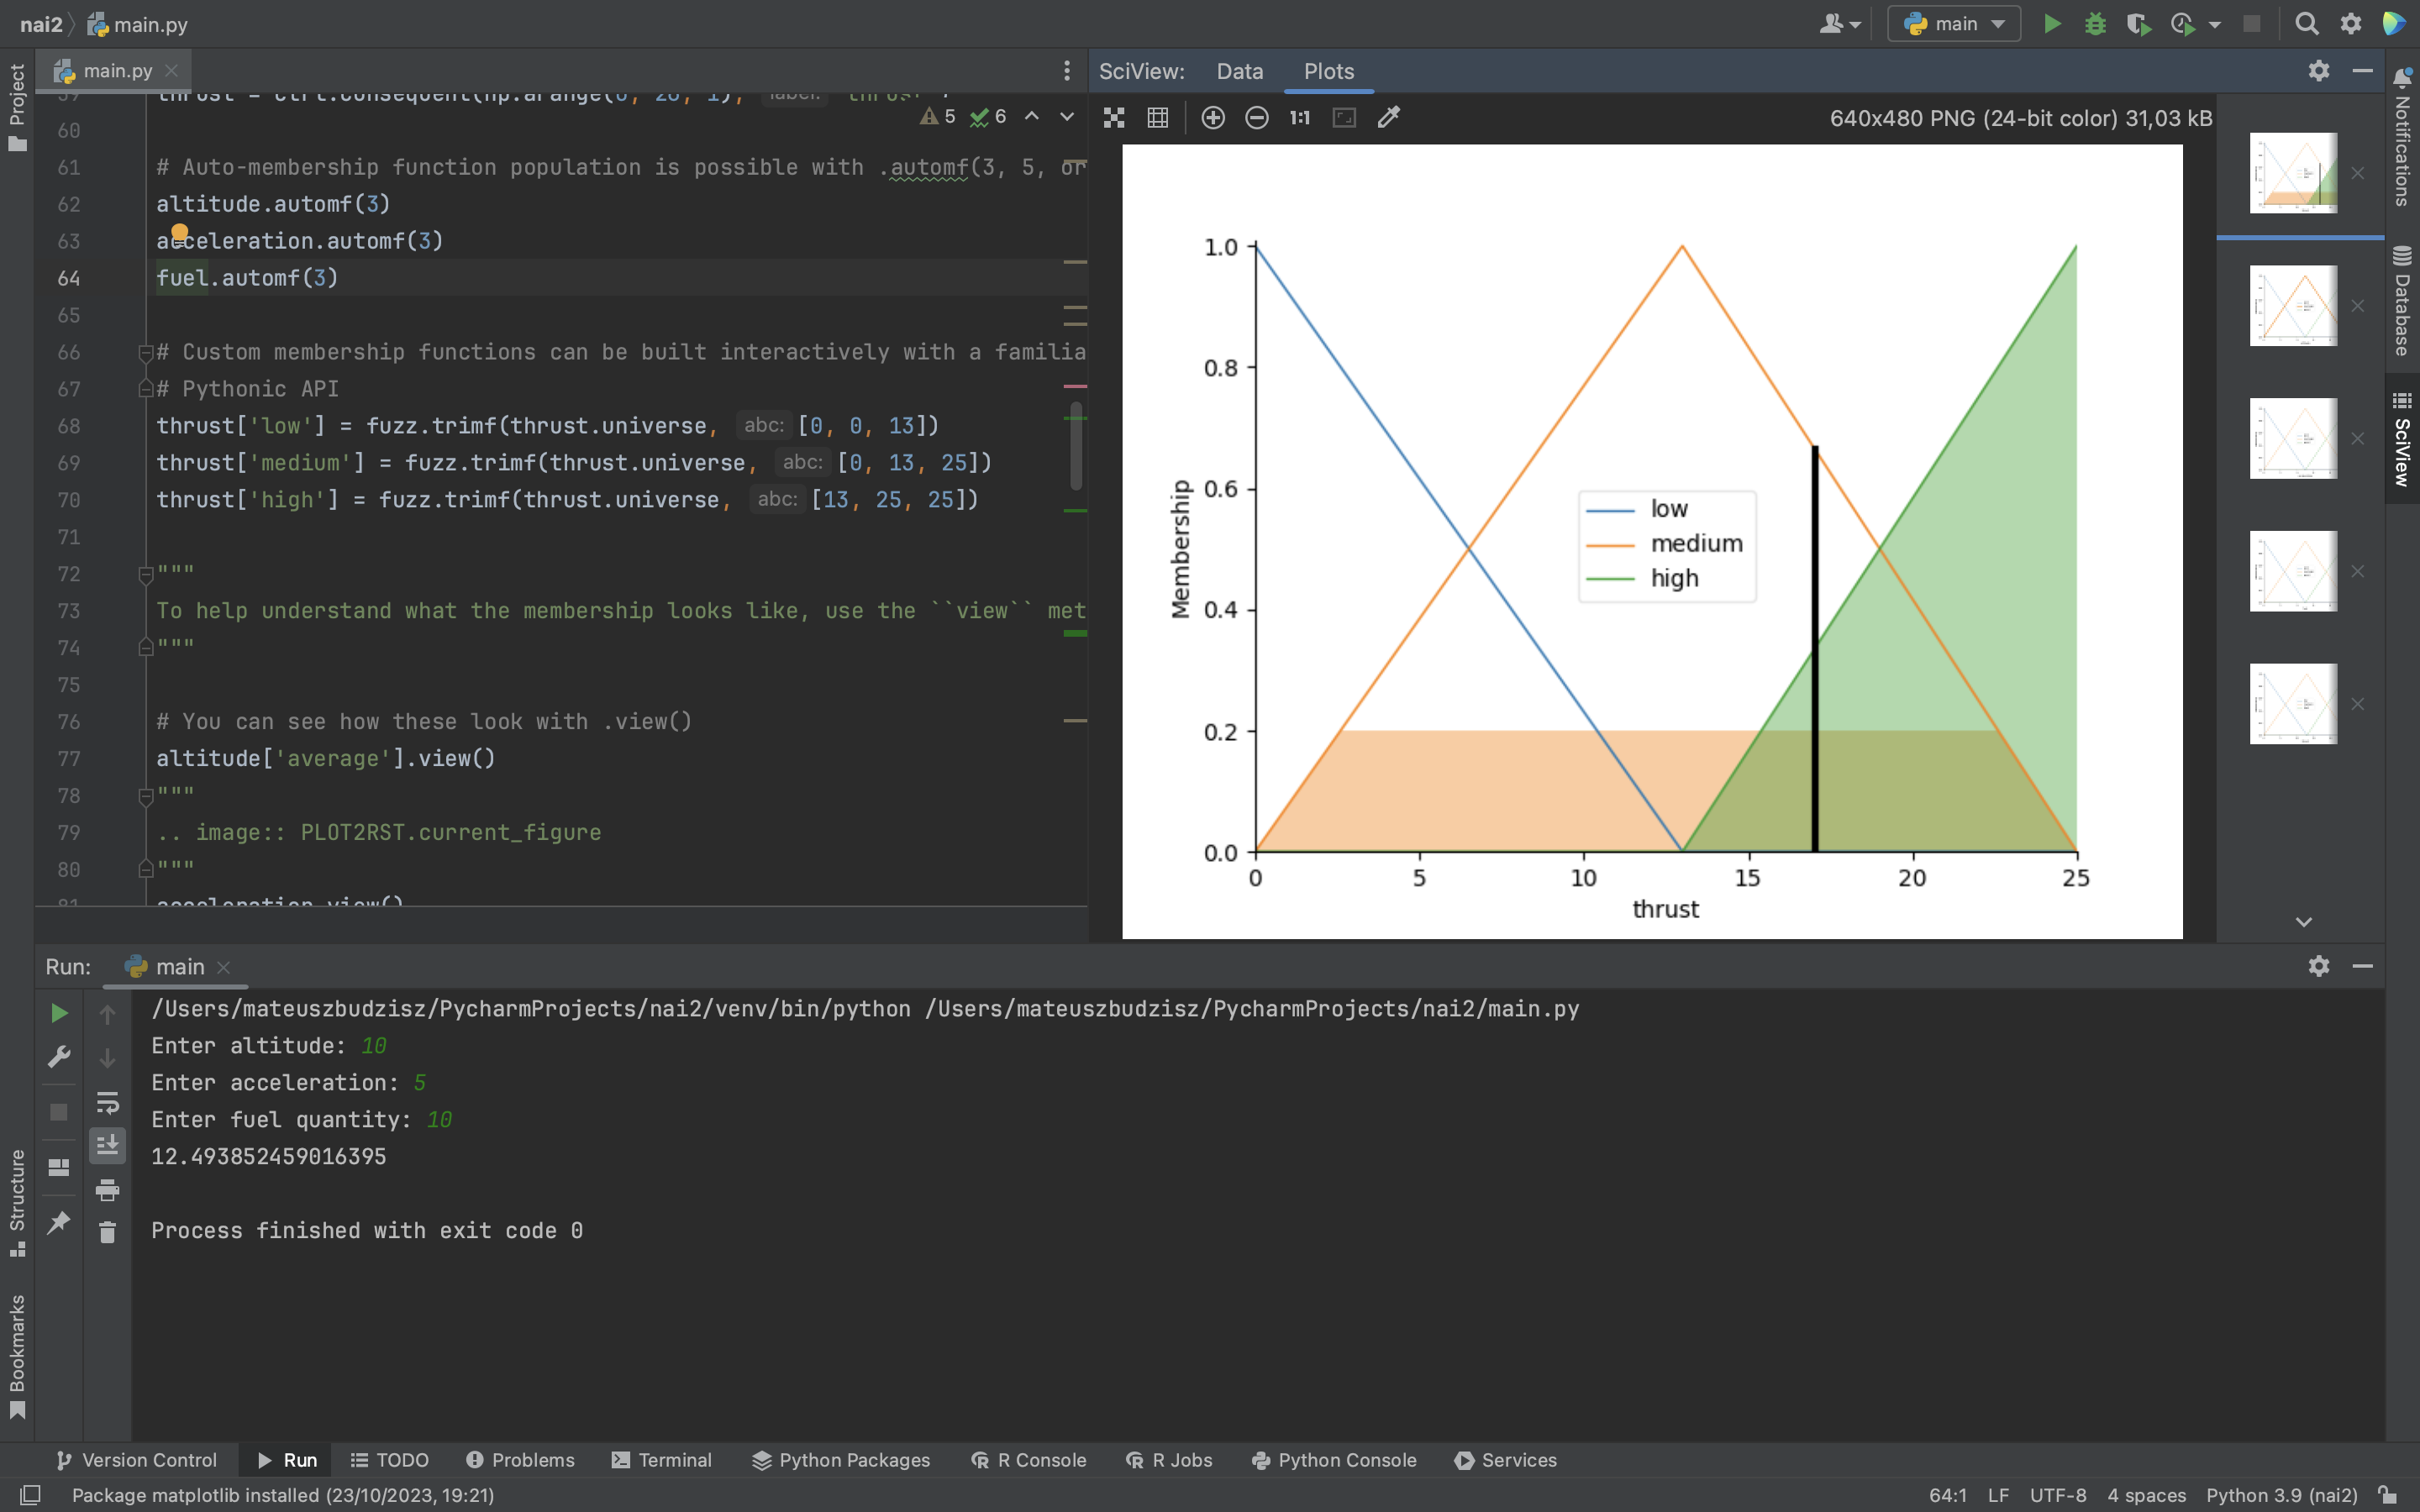 nai2 main.py
main
main.py
SciView: Data Plots
5 6
640x480 PNG (24-bit color) 31,03 kB
60
61 # Auto-membership function population is possible with .automf(3, 5, or
62 altitude.automf(3)
63 acceleration.automf(3)
64 fuel.automf(3)
65
66 # Custom membership functions can be built interactively with a familia
67 # Pythonic API
68 thrust['low'] = fuzz.trimf(thrust.universe, abc: [0, 0, 13])
69 thrust['medium'] = fuzz.trimf(thrust.universe, abc: [0, 13, 25])
70 thrust['high'] = fuzz.trimf(thrust.universe, abc: [13, 25, 25])
71
72 """
73 To help understand what the membership looks like, use the ``view`` met
74 """
75
76 # You can see how these look with .view()
77 altitude['average'].view()
78 """
79 .. image:: PLOT2RST.current_figure
80 """
81 acceleration.view()
1:1
1.0
0.8
0.6
0.4
0.2
0.0
Membership
low
medium
high
0 5 10 15 20 25
thrust
Project
Structure
Bookmarks
Notifications
Database
SciView
Run: main
/Users/mateuszbudzisz/PycharmProjects/nai2/venv/bin/python /Users/mateuszbudzisz/PycharmProjects/nai2/main.py
Enter altitude: 10
Enter acceleration: 5
Enter fuel quantity: 10
12.493852459016395
Process finished with exit code 0
Version Control Run TODO Problems Terminal Python Packages R Console R Jobs Python Console Services
Package matplotlib installed (23/10/2023, 19:21)
64:1 LF UTF-8 4 spaces Python 3.9 (nai2)